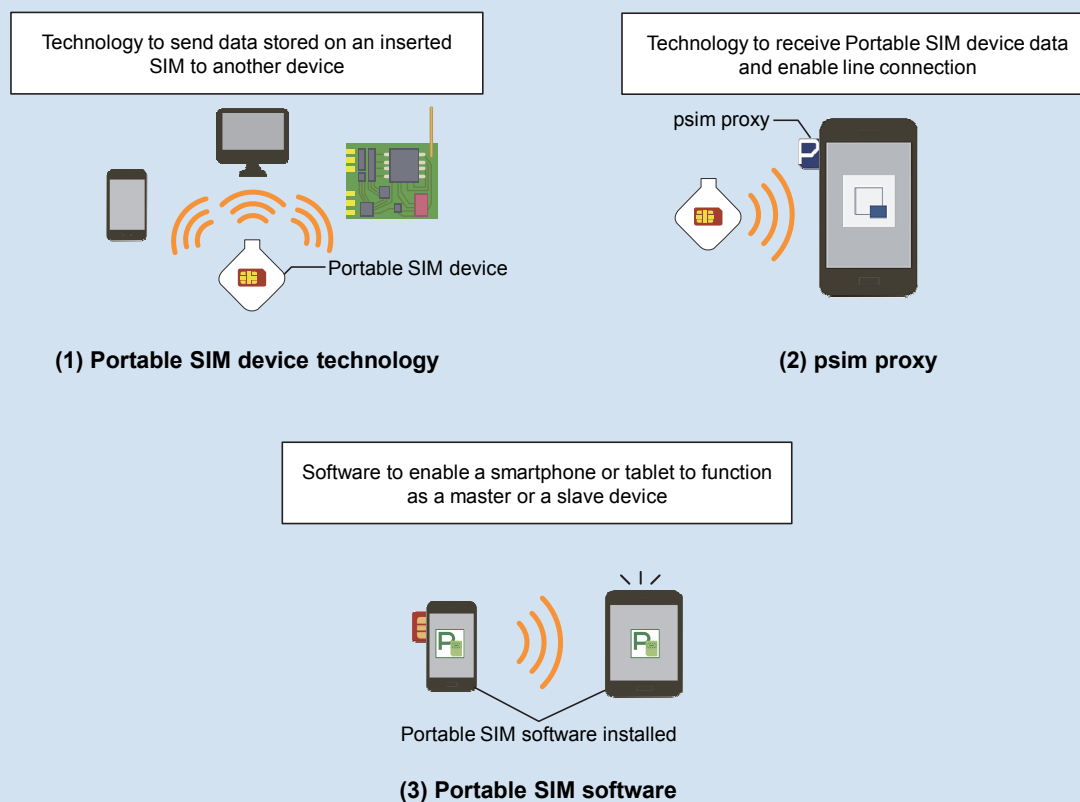 Technology to send data stored on an inserted
SIM to another device
Portable SIM device
(1) Portable SIM device technology
Technology to receive Portable SIM device data
and enable line connection
psim proxy
P
(2) psim proxy
Software to enable a smartphone or tablet to function
as a master or a slave device
P
P
Portable SIM software installed
(3) Portable SIM software